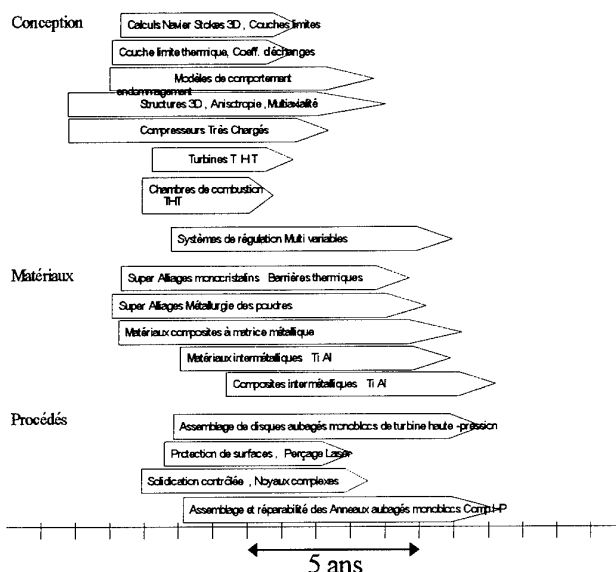 Conception
Calculs Navier Stokes 3D , Couches limites
Couche limite thermique, Coeff. d'échanges
Modèles de comportement
endommagement
Structures 3D , Anisotropie , Multiaxialité
Compresseurs Très Chargés
Turbines T H T
Chambres de combustion
THT
Systèmes de régulation Multi variables
Matériaux
Super Alliages monocristalins Barrières thermiques
Super Alliages Métallurgie des poudres
Matériaux composites à matrice métallique
Matériaux intermétalliques Ti Al
Composites intermétalliques Ti Al
Procédés
Assemblage de disques aubagés monoblocs de turbine haute -pression
Protection de surfaces , Perçage Laser
Solidication contrôlée , Noyaux complexes
Assemblage et réparabilité des Anneaux aubagés monoblocs Comp.HP
5 ans